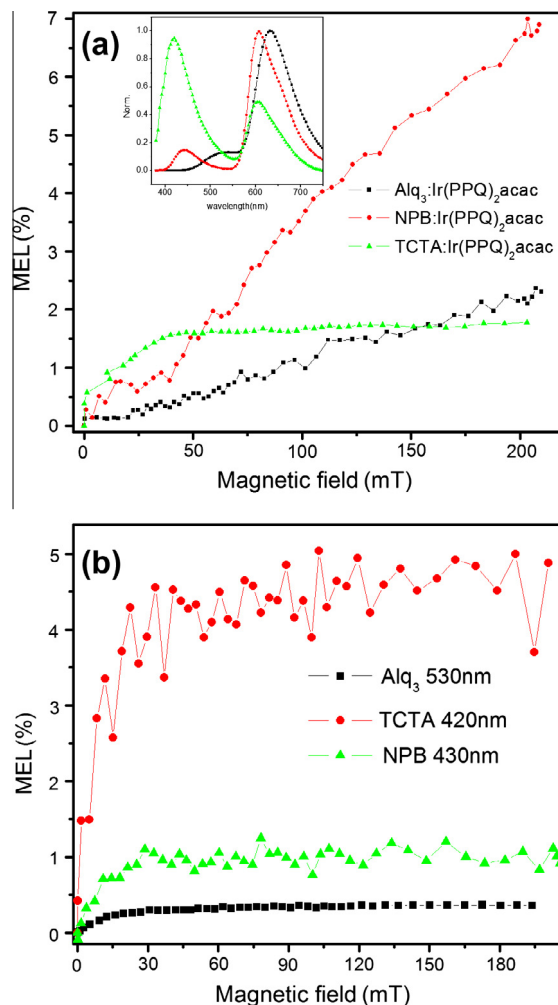 (a)
7
6
5
4
3
2
1
0
MEL (%)
Norm.
1.0
0.8
0.6
0.4
0.2
0.0
400 500 600 700
wavelength(nm)
Alq₃:Ir(PPQ)₂acac
NPB:Ir(PPQ)₂acac
TCTA:Ir(PPQ)₂acac
0 50 100 150 200
Magnetic field (mT)
(b)
5
4
3
2
1
0
MEL (%)
Alq₃ 530nm
TCTA 420nm
NPB 430nm
0 30 60 90 120 150 180
Magnetic field (mT)